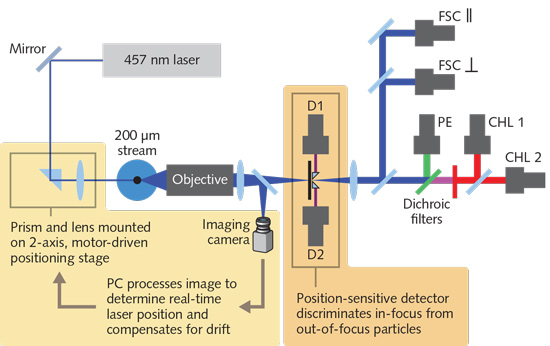 FSC ∥
Mirror
457 nm laser
FSC ⊥
D1
200 µm
stream
PE
CHL 1
CHL 2
Objective
Dichroic
filters
Imaging
camera
D2
Prism and lens mounted
on 2-axis, motor-driven
positioning stage
PC processes image to
determine real-time
laser position and
compensates for drift
Position-sensitive detector
discriminates in-focus from
out-of-focus particles